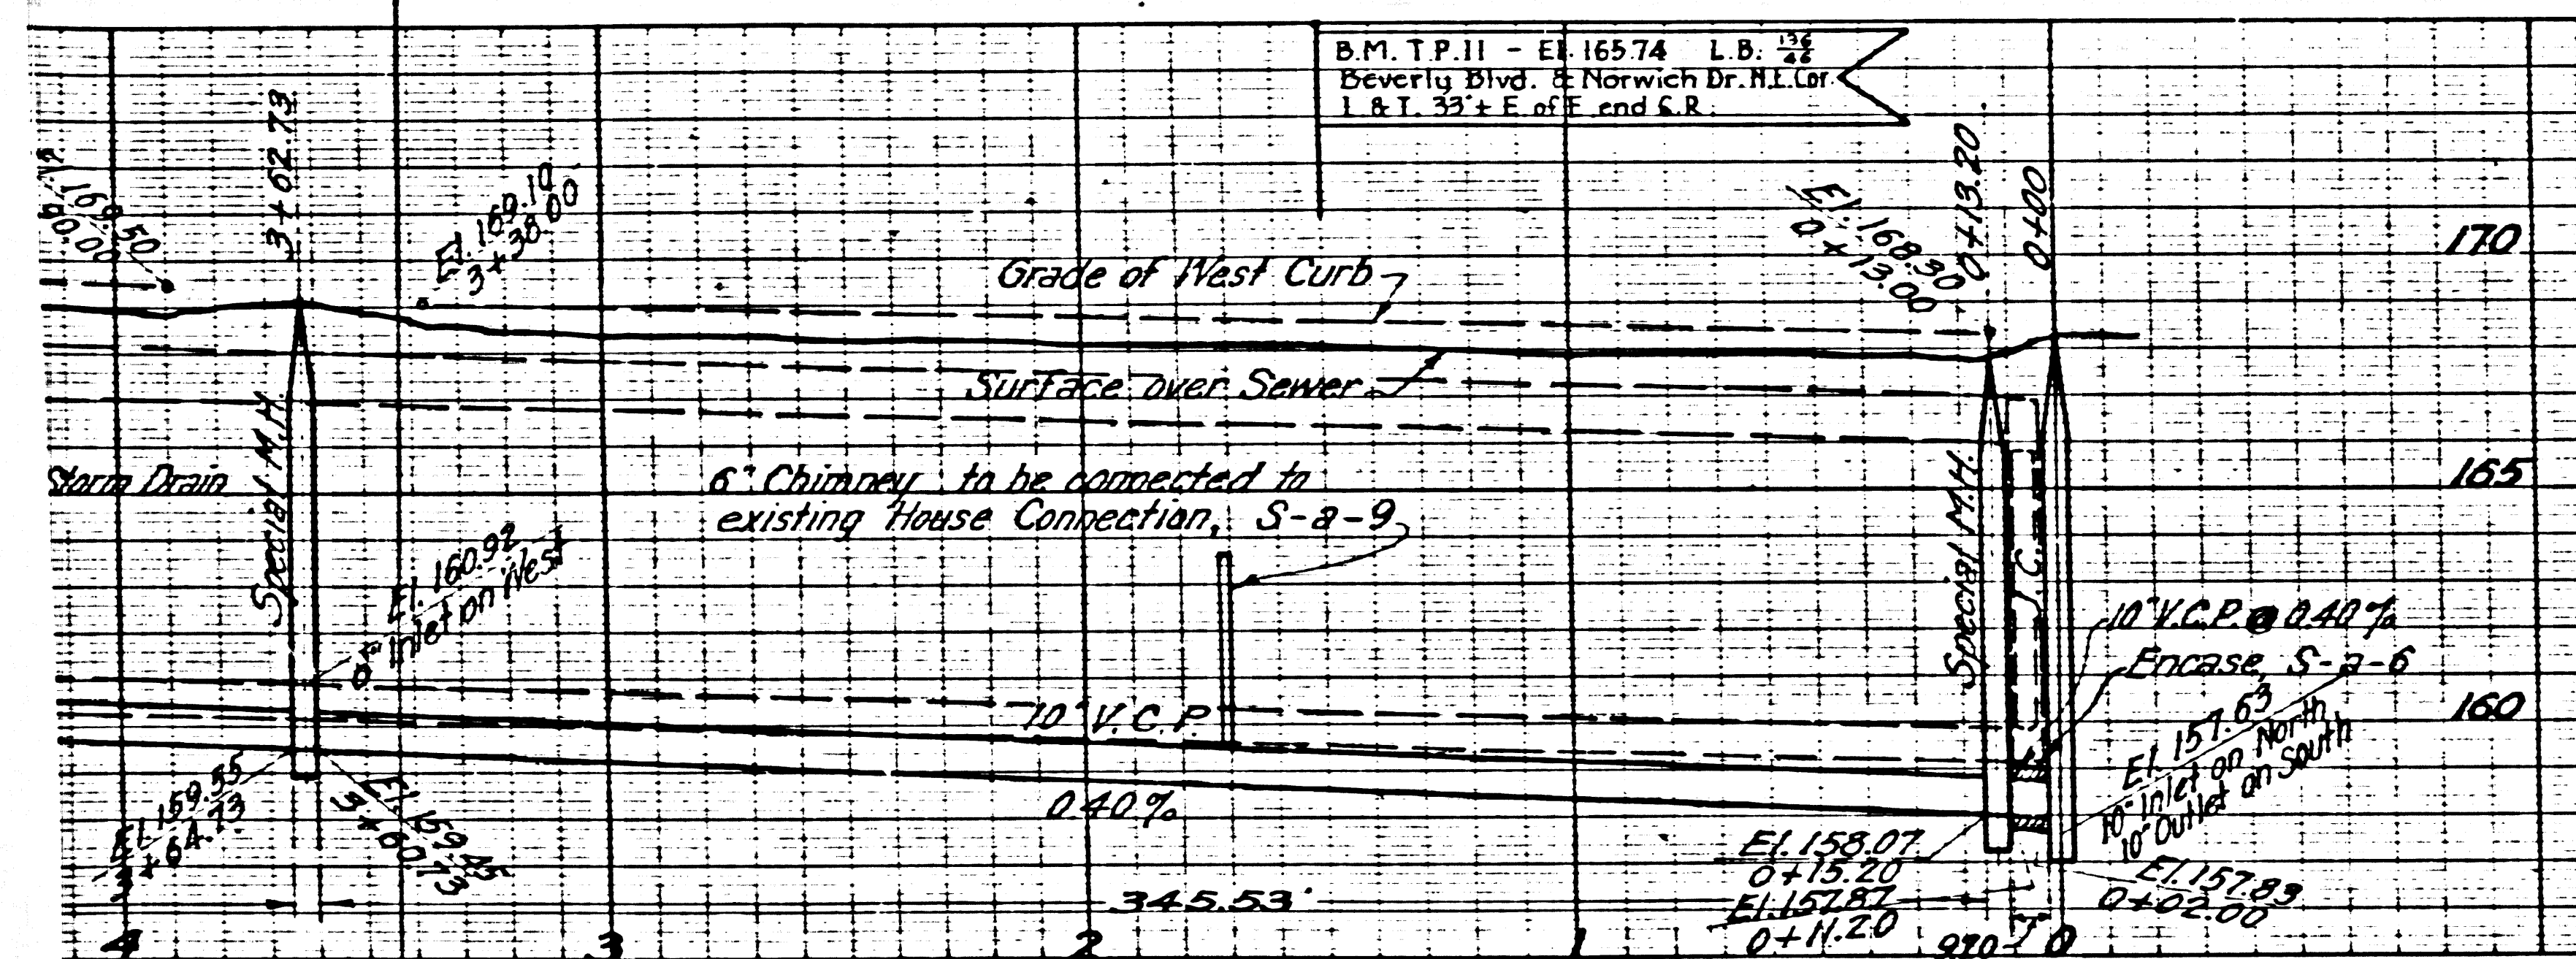 B.M. T.P.11 - El. 165.74 L.B. 136/46
Beverly Blvd. & Norwich Dr. N.E. Cor.
L & T. 33'± E. of E. end C.R.
3+62.73
169.50
El. 169.10
3+38.00
Grade of West Curb
El. 168.30
0+13.00
0+13.20
0+00
170
Surface over Sewer
Special M.H.
Storm Drain
6" Chimney to be connected to
existing House Connection, S-a-9
165
Special M.H.
J.C.
El. 160.92
6" Inlet on West
10" V.C.P. @ 0.40%
Encase, S-a-6
160
10" V.C.P.
El. 157.63
10" Inlet on North
10" Outlet on South
El. 159.55
3+64.73
El. 159.45
3+60.73
0.40%
El. 158.07
0+15.20
El. 157.87
0+11.20
El. 157.83
0+02.00
345.53'
9.20
4 3 2 1 0